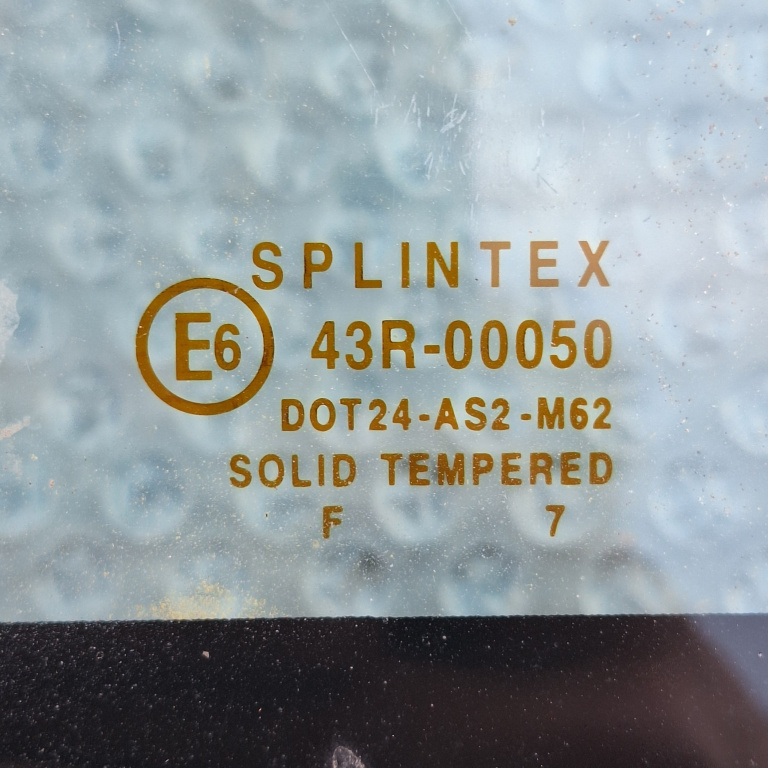 SPLINTEX
E6 43R-00050
DOT24-AS2-M62
SOLID TEMPERED
F 7